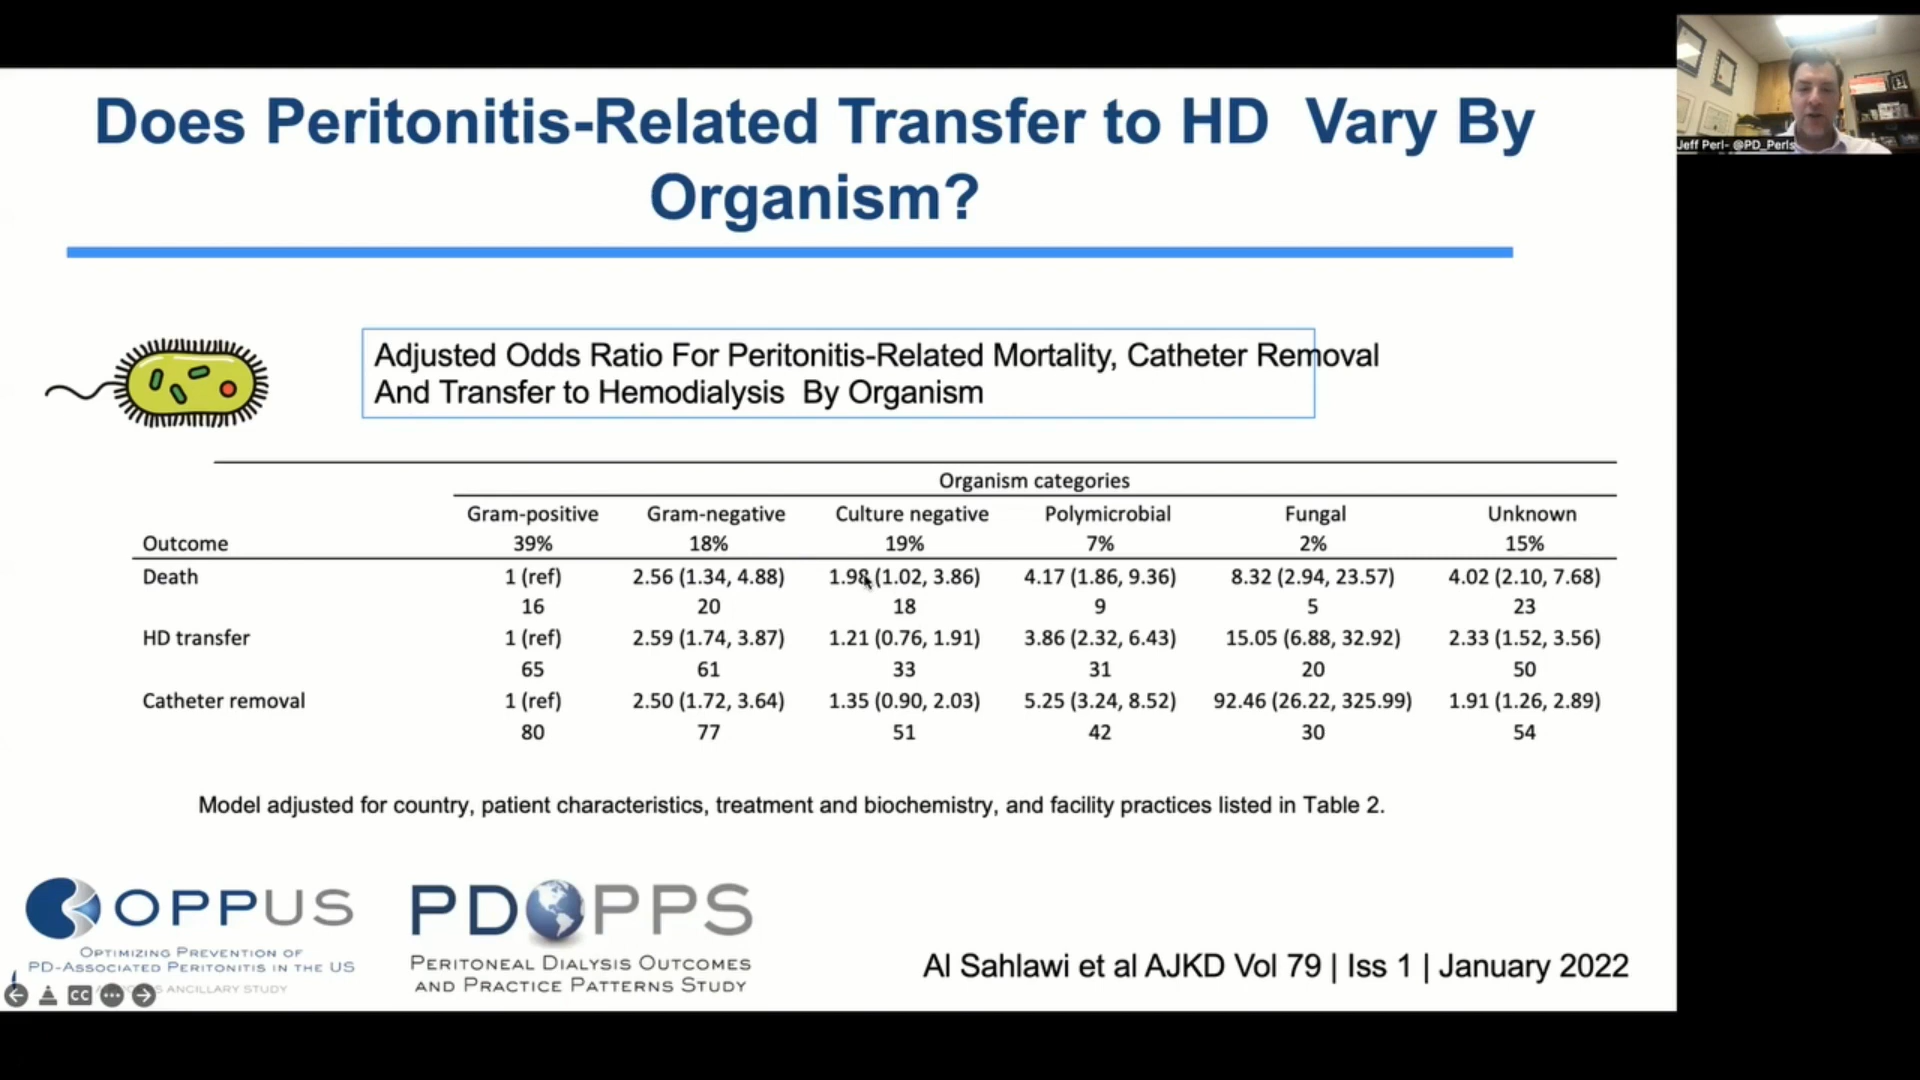 Does Peritonitis-Related Transfer to HD Vary By
Organism?
Jeff Perl- @PD_Perls
Adjusted Odds Ratio For Peritonitis-Related Mortality, Catheter Removal
And Transfer to Hemodialysis By Organism
Organism categories
Gram-positive Gram-negative Culture negative Polymicrobial Fungal Unknown
Outcome 39% 18% 19% 7% 2% 15%
Death 1 (ref) 2.56 (1.34, 4.88) 1.98 (1.02, 3.86) 4.17 (1.86, 9.36) 8.32 (2.94, 23.57) 4.02 (2.10, 7.68)
16 20 18 9 5 23
HD transfer 1 (ref) 2.59 (1.74, 3.87) 1.21 (0.76, 1.91) 3.86 (2.32, 6.43) 15.05 (6.88, 32.92) 2.33 (1.52, 3.56)
65 61 33 31 20 50
Catheter removal 1 (ref) 2.50 (1.72, 3.64) 1.35 (0.90, 2.03) 5.25 (3.24, 8.52) 92.46 (26.22, 325.99) 1.91 (1.26, 2.89)
80 77 51 42 30 54
Model adjusted for country, patient characteristics, treatment and biochemistry, and facility practices listed in Table 2.
OPPUS
OPTIMIZING PREVENTION OF
PD-ASSOCIATED PERITONITIS IN THE US
ANCILLARY STUDY
CC
PDOPPS
PERITONEAL DIALYSIS OUTCOMES
AND PRACTICE PATTERNS STUDY
Al Sahlawi et al AJKD Vol 79 | Iss 1 | January 2022